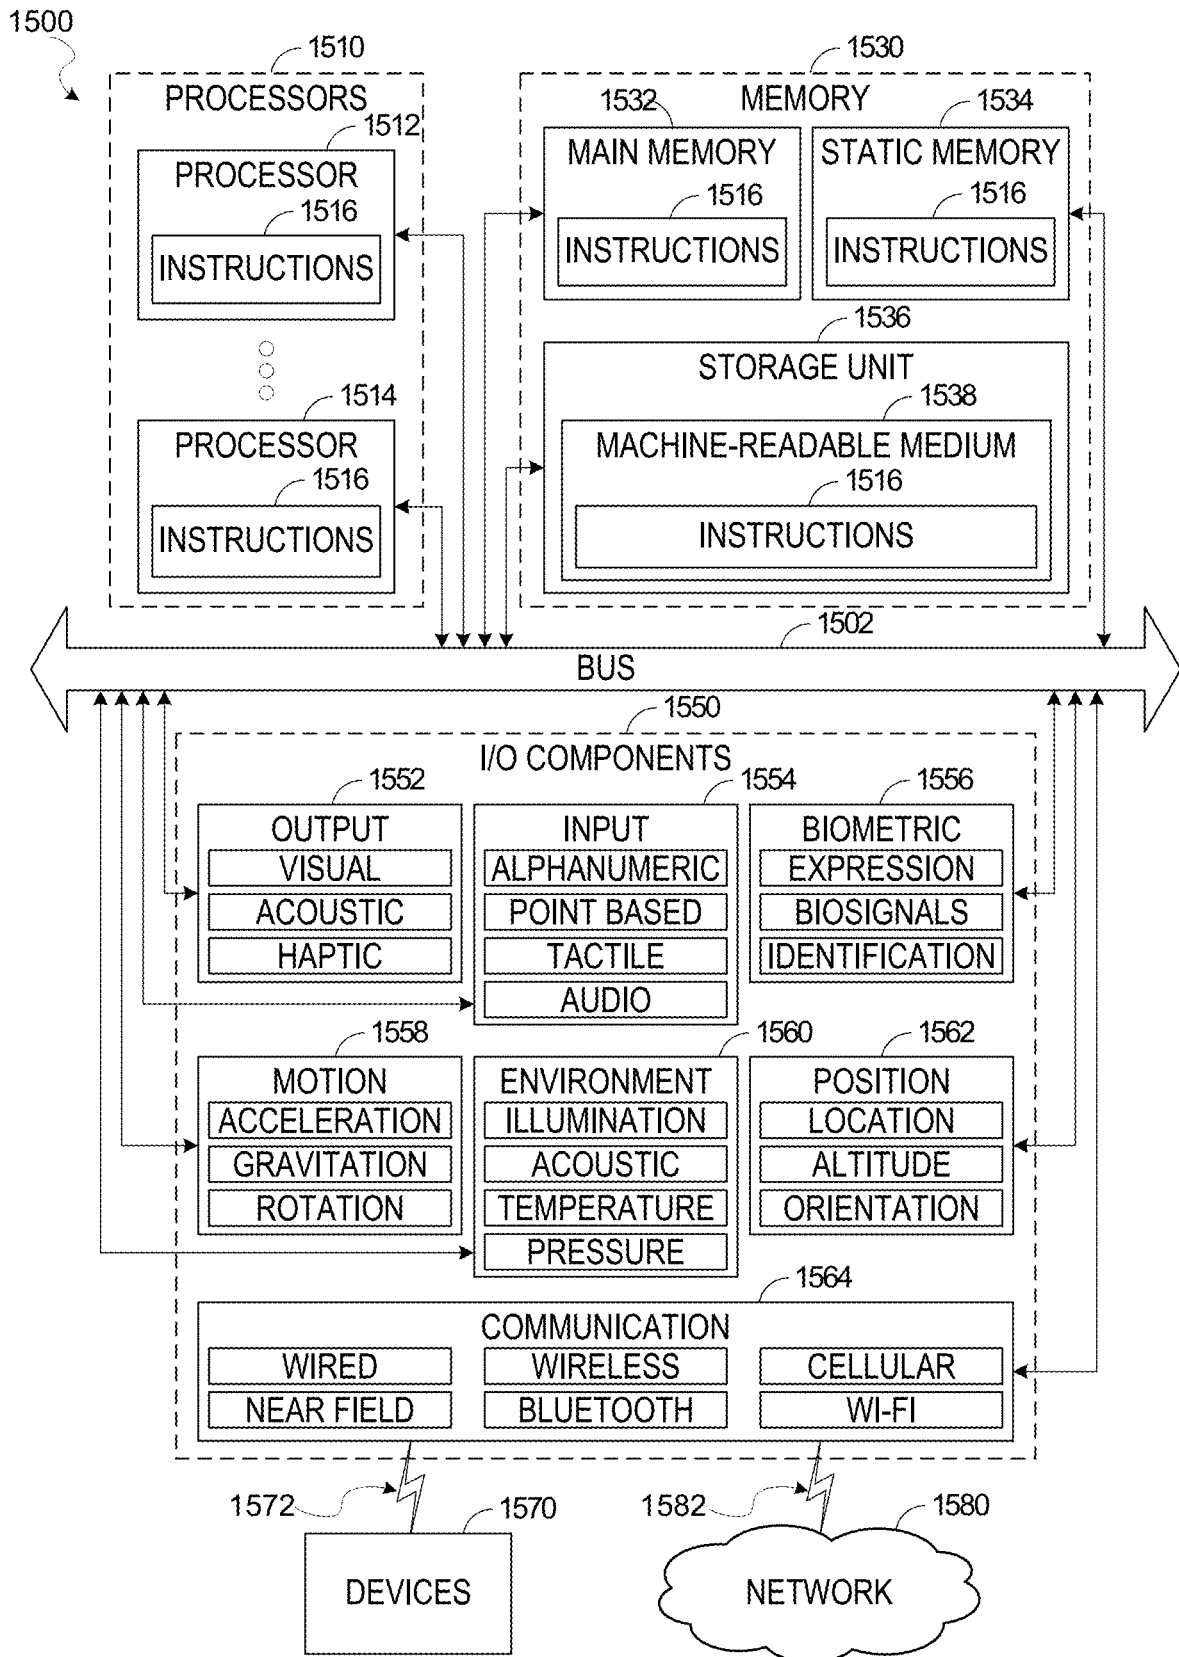 1500
1510
PROCESSORS
1512
PROCESSOR
1516
INSTRUCTIONS
1514
PROCESSOR
1516
INSTRUCTIONS
1530
MEMORY
1532
MAIN MEMORY
1516
INSTRUCTIONS
1534
STATIC MEMORY
1516
INSTRUCTIONS
1536
STORAGE UNIT
1538
MACHINE-READABLE MEDIUM
1516
INSTRUCTIONS
1502
BUS
1550
I/O COMPONENTS
1552
OUTPUT
VISUAL
ACOUSTIC
HAPTIC
1554
INPUT
ALPHANUMERIC
POINT BASED
TACTILE
AUDIO
1556
BIOMETRIC
EXPRESSION
BIOSIGNALS
IDENTIFICATION
1558
MOTION
ACCELERATION
GRAVITATION
ROTATION
1560
ENVIRONMENT
ILLUMINATION
ACOUSTIC
TEMPERATURE
PRESSURE
1562
POSITION
LOCATION
ALTITUDE
ORIENTATION
1564
COMMUNICATION
WIRED
WIRELESS
CELLULAR
NEAR FIELD
BLUETOOTH
WI-FI
1572
1570
DEVICES
1582
1580
NETWORK